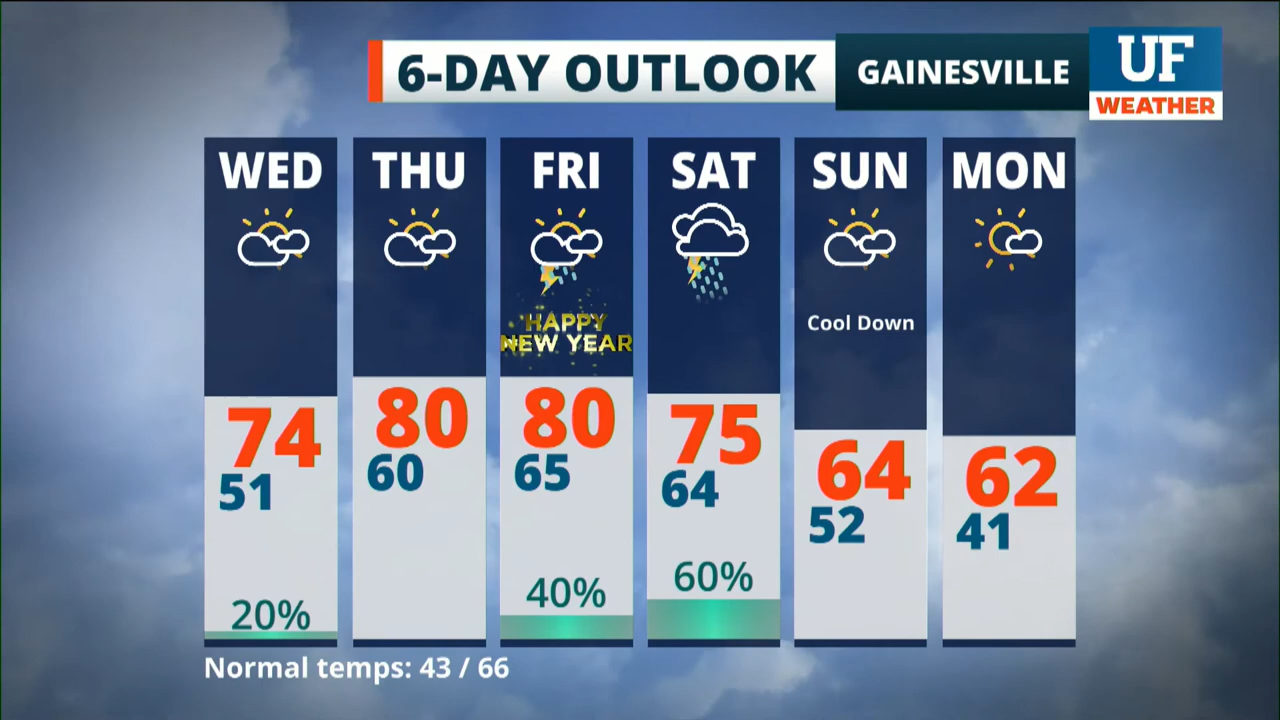 6-DAY OUTLOOK
GAINESVILLE
UF
WEATHER
WED
74
51
20%
THU
80
60
FRI
HAPPY
NEW YEAR
80
65
40%
SAT
75
64
60%
SUN
Cool Down
64
52
MON
62
41
Normal temps: 43 / 66